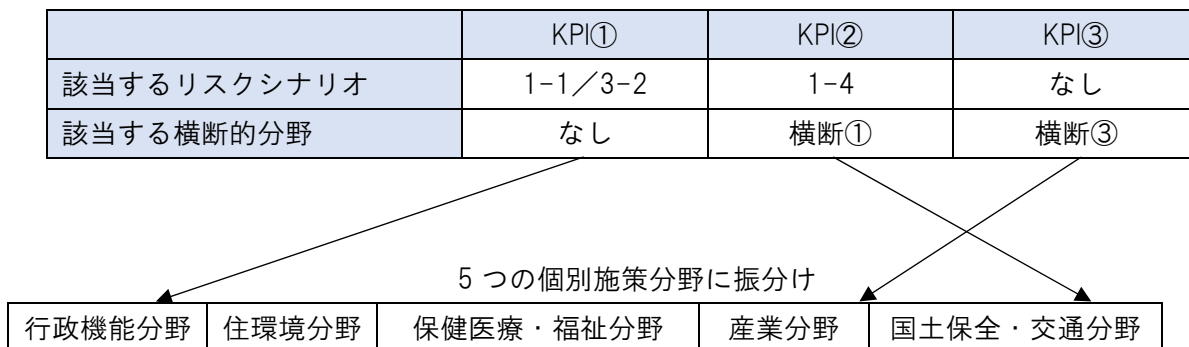 KPI① KPI② KPI③
該当するリスクシナリオ 1-1／3-2 1-4 なし
該当する横断的分野 なし 横断① 横断③
5 つの個別施策分野に振分け
行政機能分野 住環境分野 保健医療・福祉分野 産業分野 国土保全・交通分野